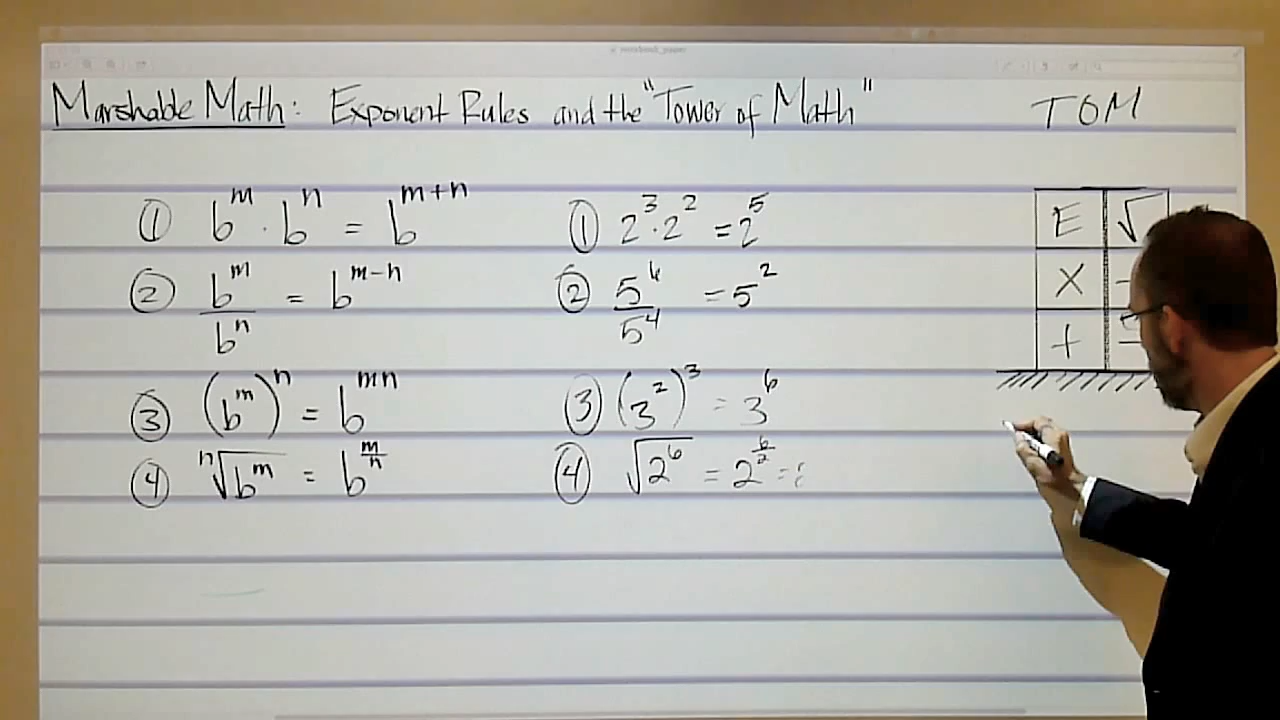 notebook_paper
Marshable Math: Exponent Rules and the "Tower of Math"
TOM
① b^m · b^n = b^{m+n}
① 2^3 · 2^2 = 2^5
E √
② b^m / b^n = b^{m-n}
② 5^6 / 5^4 = 5^2
X
+
③ (b^m)^n = b^{mn}
③ (3^2)^3 = 3^6
④ ⁿ√b^m = b^{m/n}
④ √2^6 = 2^{6/2} =